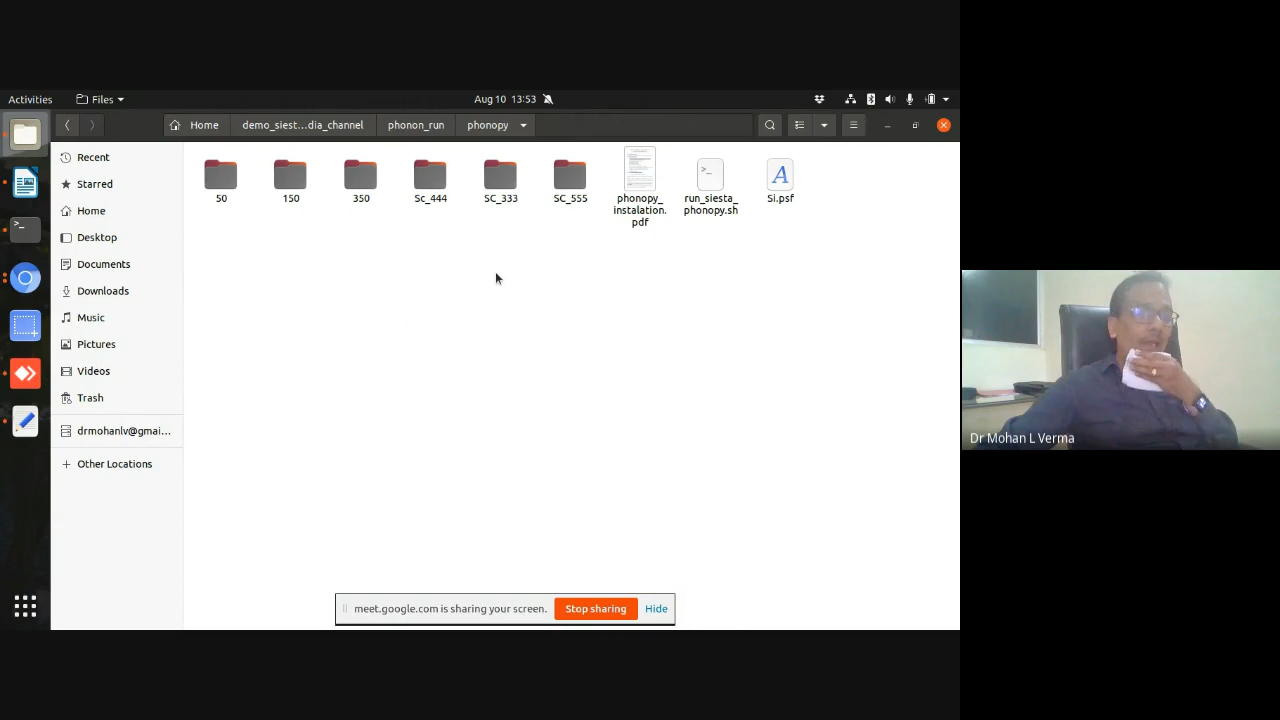 Activities
Files
Aug 10 13:53
Home
demo_siest...dia_channel
phonon_run
phonopy
Recent
Starred
Home
Desktop
Documents
Downloads
Music
Pictures
Videos
Trash
drmohanlv@gmai...
Other Locations
50
150
350
Sc_444
SC_333
SC_555
phonopy_
instalation.
pdf
run_siesta_
phonopy.sh
Si.psf
meet.google.com is sharing your screen.
Stop sharing
Hide
Dr Mohan L Verma